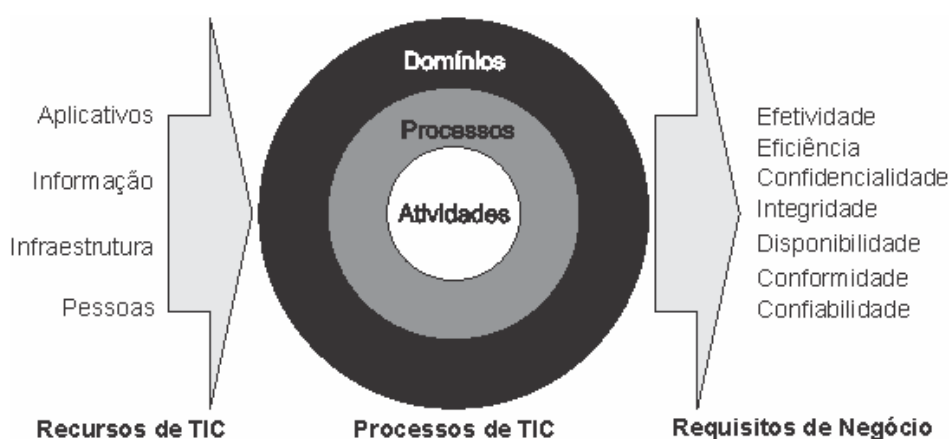 Aplicativos
Informação
Infraestrutura
Pessoas
Recursos de TIC
Domínios
Processos
Atividades
Processos de TIC
Efetividade
Eficiência
Confidencialidade
Integridade
Disponibilidade
Conformidade
Confiabilidade
Requisitos de Negócio